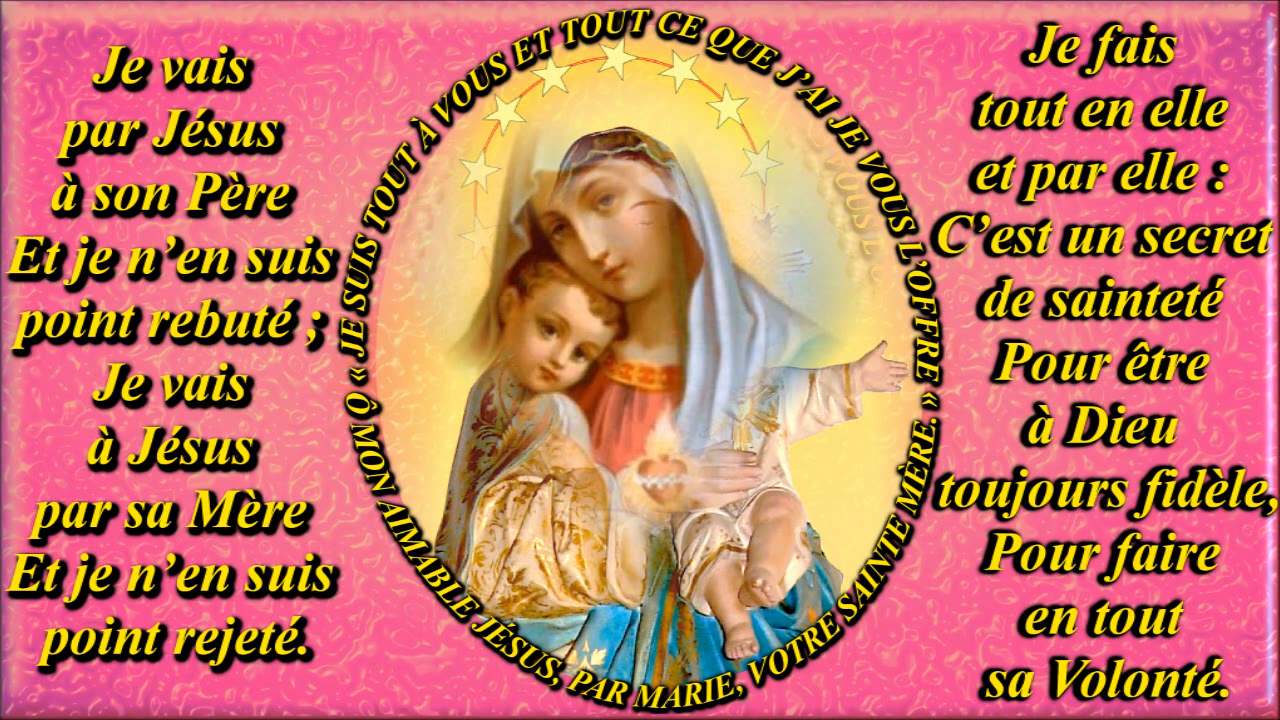 Je vais
par Jésus
à son Père
Et je n’en suis
point rebuté ;
Je vais
à Jésus
par sa Mère
Et je n’en suis
point rejeté.
« JE SUIS TOUT À VOUS ET TOUT CE QUE J’AI JE VOUS L’OFFRE «
Ô MON AIMABLE JÉSUS, PAR MARIE, VOTRE SAINTE MÈRE.
Je fais
tout en elle
et par elle :
C’est un secret
de sainteté
Pour être
à Dieu
toujours fidèle,
Pour faire
en tout
sa Volonté.